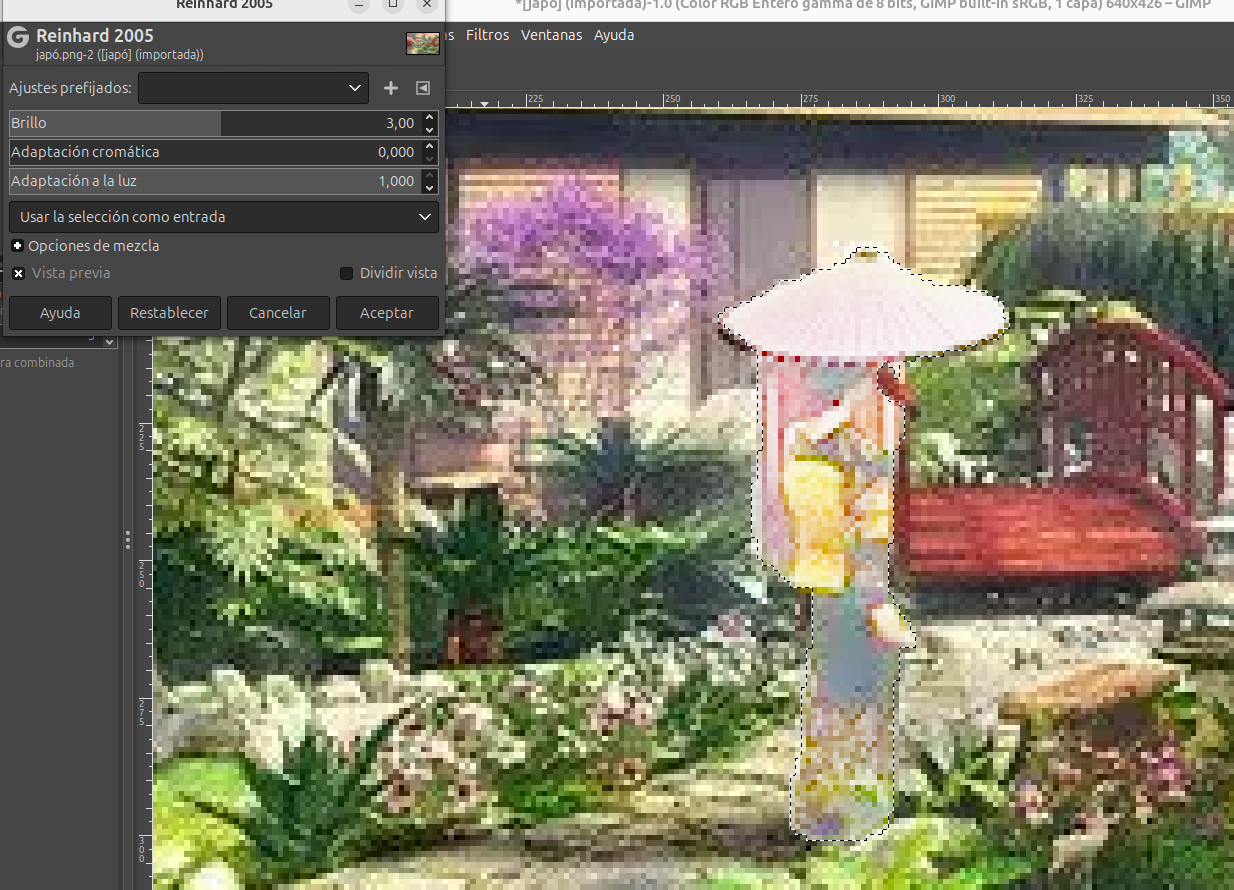 Reinhard 2005
*[japó] (importada)-1.0 (Color RGB Entero gamma de 8 bits, GIMP built-in sRGB, 1 capa) 640x426 – GIMP
Reinhard 2005
japó.png-2 ([japó] (importada))
s Filtros Ventanas Ayuda
Ajustes prefijados:
225 250 275 300 325 350
Brillo 3,00
Adaptación cromática 0,000
Adaptación a la luz 1,000
Usar la selección como entrada
Opciones de mezcla
Vista previa Dividir vista
Ayuda Restablecer Cancelar Aceptar
ra combinada
225
250
275
300